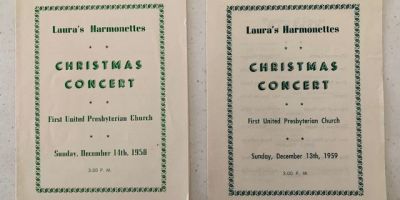 Laura's Harmonettes
CHRISTMAS
CONCERT
First United Presbyterian Church
Sunday, December 14th, 1958
3:00 P. M.
Laura's Harmonettes
CHRISTMAS
CONCERT
First United Presbyterian Church
Sunday, December 13th, 1959
3:00 P. M.